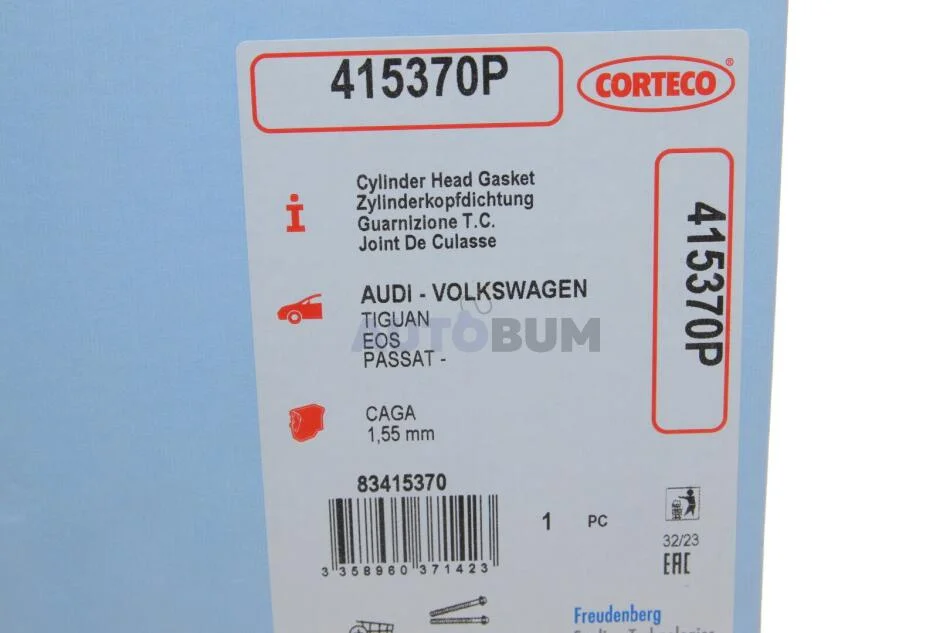 415370P
CORTECO®
Cylinder Head Gasket
Zylinderkopfdichtung
Guarnizione T.C.
Joint De Culasse
415370P
AUDI - VOLKSWAGEN
TIGUAN
EOS
PASSAT -
AUTOBUM
CAGA
1,55 mm
83415370
1 PC
3 358960 371423
32/23
EAC
Freudenberg